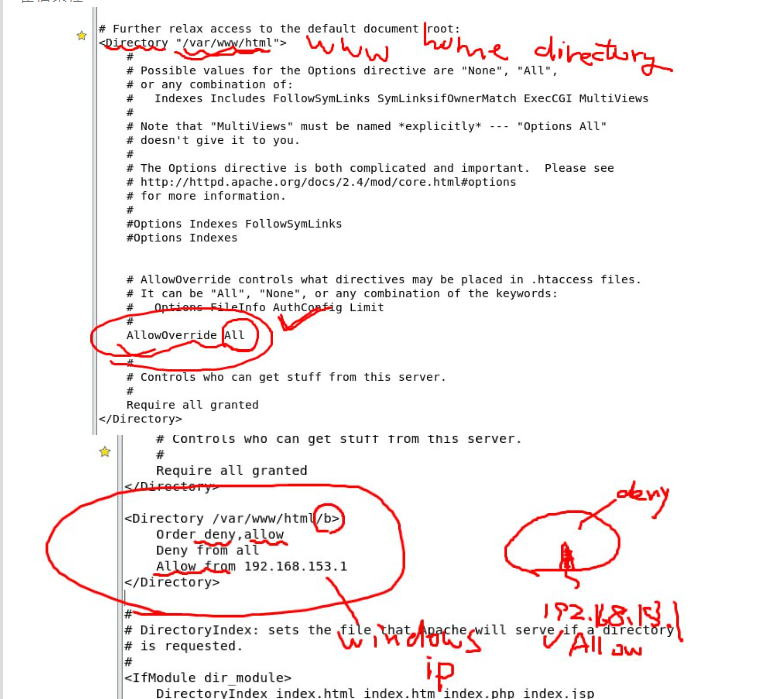 # Further relax access to the default document root:
<Directory "/var/www/html"> www home directory
#
# Possible values for the Options directive are "None", "All",
# or any combination of:
#   Indexes Includes FollowSymLinks SymLinksifOwnerMatch ExecCGI MultiViews
#
# Note that "MultiViews" must be named *explicitly* --- "Options All"
# doesn't give it to you.
#
# The Options directive is both complicated and important.  Please see
# http://httpd.apache.org/docs/2.4/mod/core.html#options
# for more information.
#
#Options Indexes FollowSymLinks
#Options Indexes
# AllowOverride controls what directives may be placed in .htaccess files.
# It can be "All", "None", or any combination of the keywords:
#   Options FileInfo AuthConfig Limit
#
AllowOverride All
#
# Controls who can get stuff from this server.
#
Require all granted
</Directory>
# Controls who can get stuff from this server.
#
Require all granted
</Directory>
deny
<Directory /var/www/html/b>
Order deny,allow
Deny from all
Allow from 192.168.153.1
</Directory>
192.168.153.1
Allow
#
# DirectoryIndex: sets the file that Apache will serve if a directory
# is requested.
#
windows
ip
<IfModule dir_module>
DirectoryIndex index.html index.htm index.php index.jsp